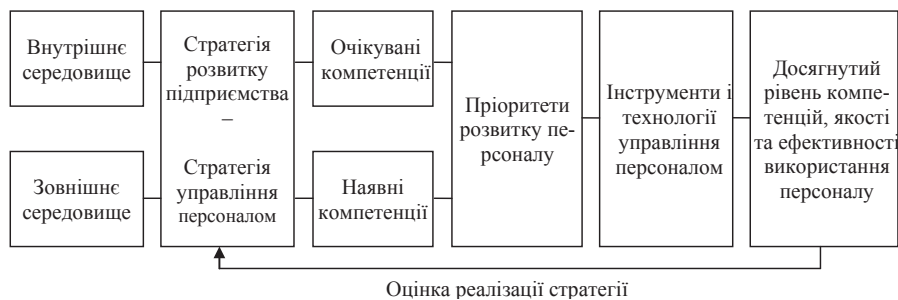 Внутрішнє
середовище
Зовнішнє
середовище
Стратегія
розвитку
підприємства
–
Стратегія
управління
персоналом
Очікувані
компетенції
Наявні
компетенції
Пріоритети
розвитку пе-
рсоналу
Інструменти і
технології
управління
персоналом
Досягнутий
рівень компе-
тенцій, якості
та ефективності
використання
персоналу
Оцінка реалізації стратегії